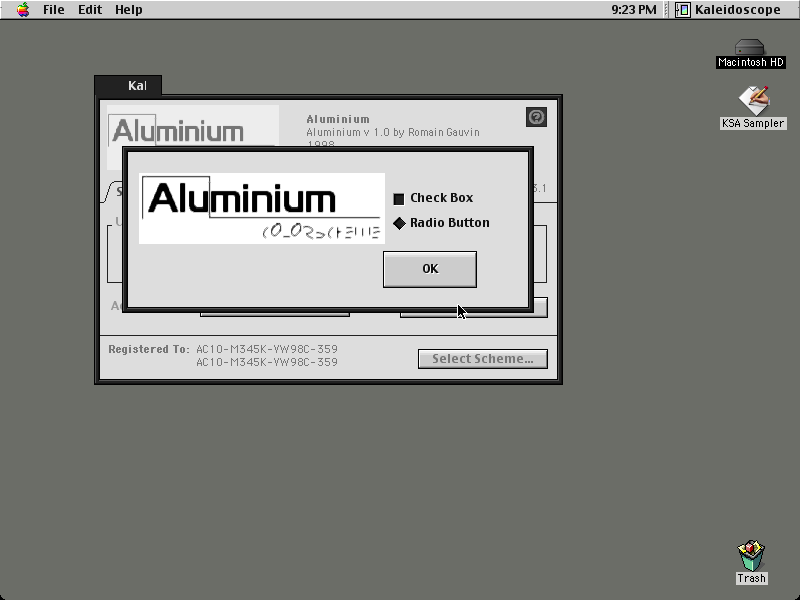 File Edit Help 9:23 PM Kaleidoscope
Macintosh HD
KSA Sampler
Kal
Aluminium
Aluminium
Aluminium v 1.0 by Romain Gauvin
1998
3.1
Aluminium
COLORSCHEME
Check Box
Radio Button
OK
Registered To: AC10-M345K-VW98C-359
AC10-M345K-VW98C-359
Select Scheme...
Trash